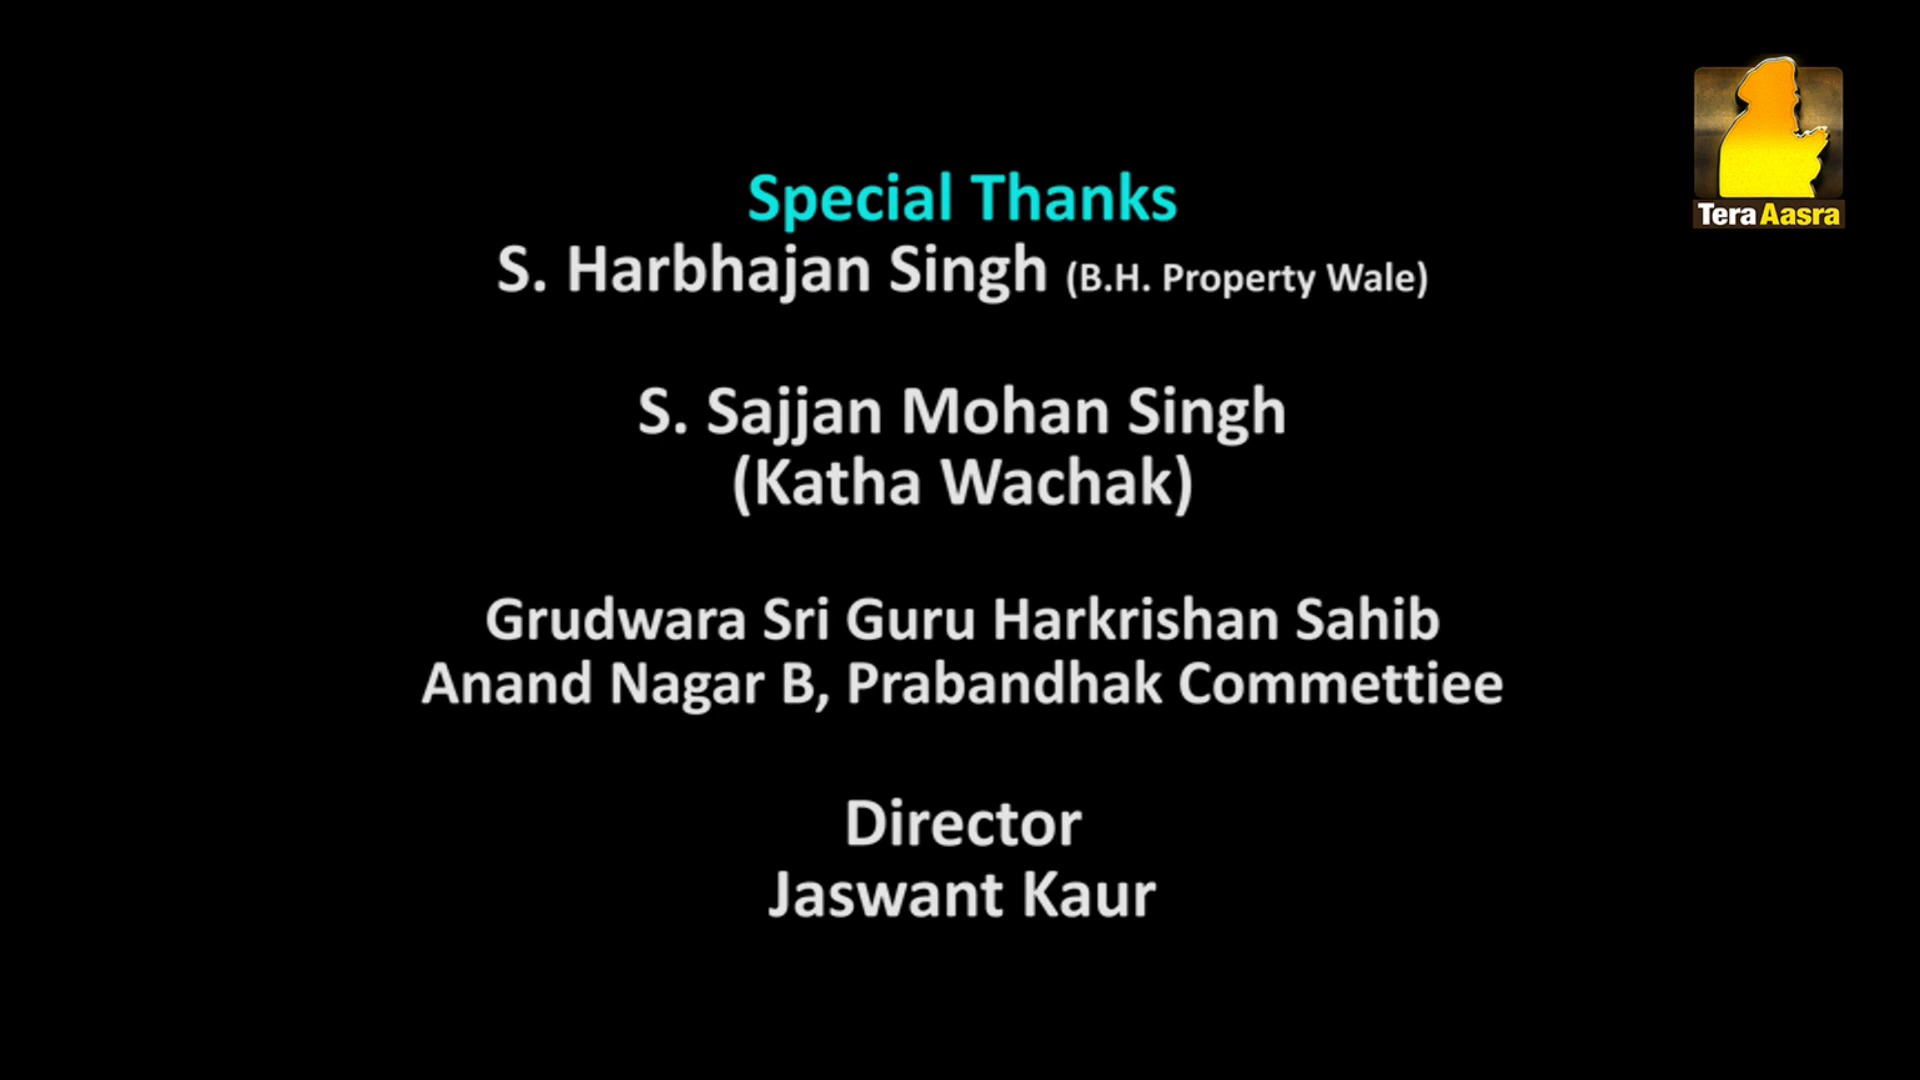 Special Thanks
S. Harbhajan Singh (B.H. Property Wale)
S. Sajjan Mohan Singh
(Katha Wachak)
Grudwara Sri Guru Harkrishan Sahib
Anand Nagar B, Prabandhak Commettiee
Director
Jaswant Kaur
Tera Aasra